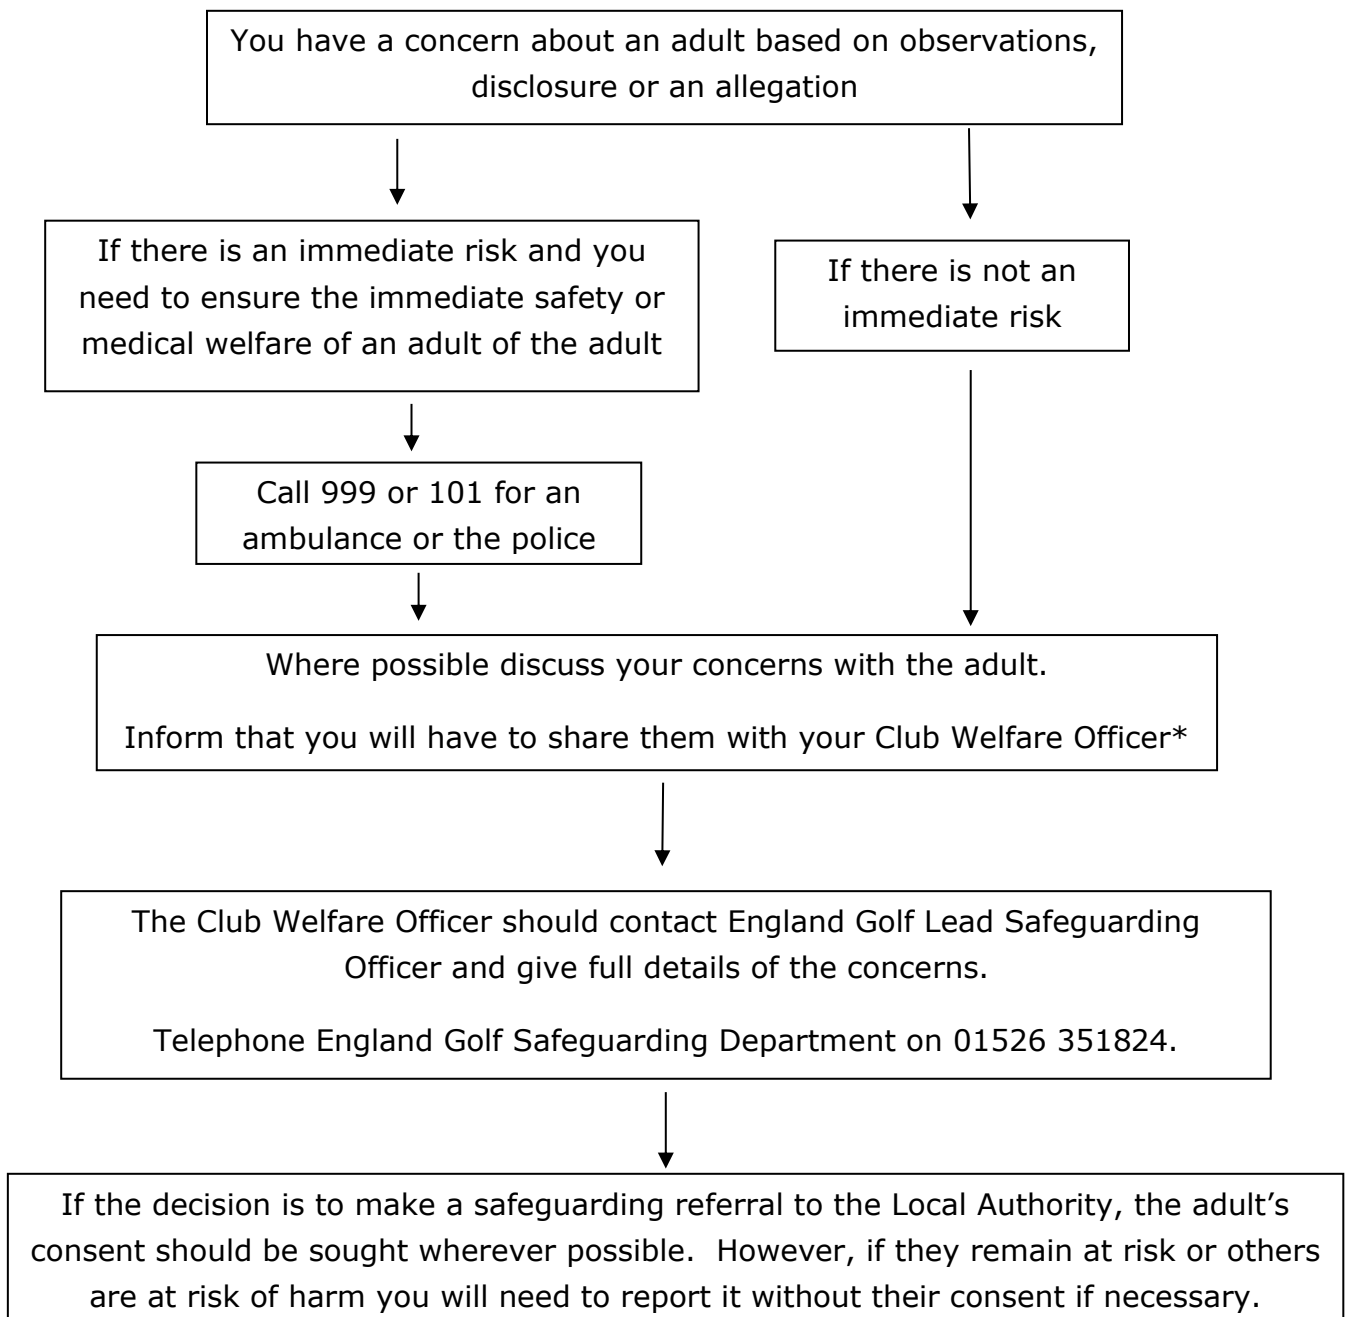 You have a concern about an adult based on observations,
disclosure or an allegation
If there is an immediate risk and you
need to ensure the immediate safety or
medical welfare of an adult of the adult
If there is not an
immediate risk
Call 999 or 101 for an
ambulance or the police
Where possible discuss your concerns with the adult.
Inform that you will have to share them with your Club Welfare Officer*
The Club Welfare Officer should contact England Golf Lead Safeguarding
Officer and give full details of the concerns.
Telephone England Golf Safeguarding Department on 01526 351824.
If the decision is to make a safeguarding referral to the Local Authority, the adult’s
consent should be sought wherever possible.  However, if they remain at risk or others
are at risk of harm you will need to report it without their consent if necessary.